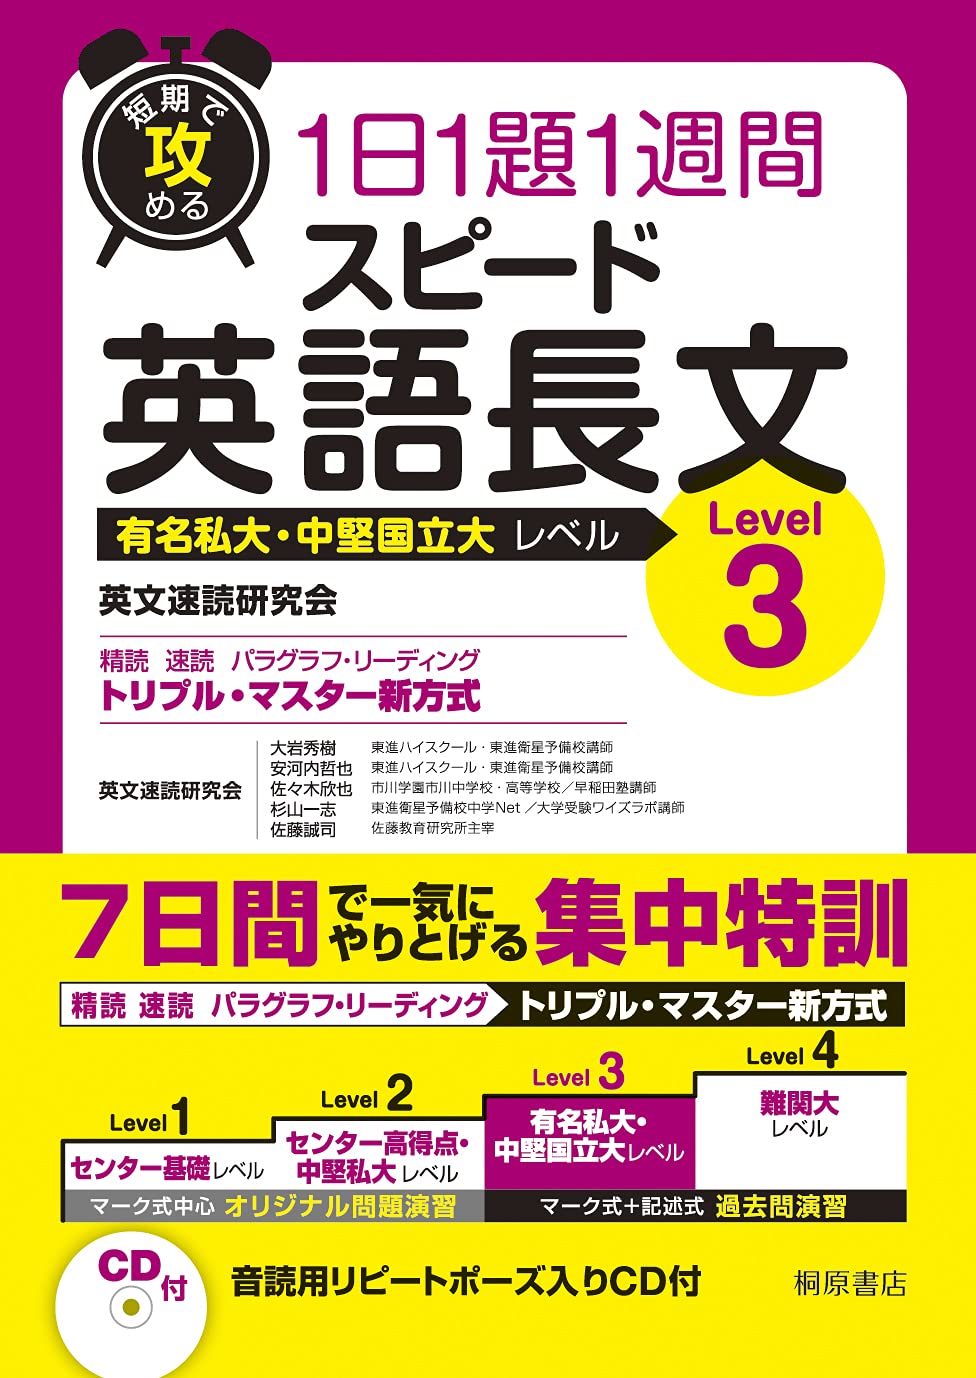 短期で
攻
める
1日1題1週間
スピード
英語長文
有名私大・中堅国立大 レベル
Level
3
英文速読研究会
精読 速読 パラグラフ・リーディング
トリプル・マスター新方式
英文速読研究会
大岩秀樹 東進ハイスクール・東進衛星予備校講師
安河内哲也 東進ハイスクール・東進衛星予備校講師
佐々木欣也 市川学園市川中学校・高等学校／早稲田塾講師
杉山一志 東進衛星予備校中学Net／大学受験ワイズラボ講師
佐藤誠司 佐藤教育研究所主宰
7日間で一気にやりとげる集中特訓
精読 速読 パラグラフ・リーディング トリプル・マスター新方式
Level 1
センター基礎レベル
Level 2
センター高得点・
中堅私大レベル
Level 3
有名私大・
中堅国立大レベル
Level 4
難関大
レベル
マーク式中心 オリジナル問題演習
マーク式＋記述式 過去問演習
CD付
音読用リピートポーズ入りCD付
桐原書店